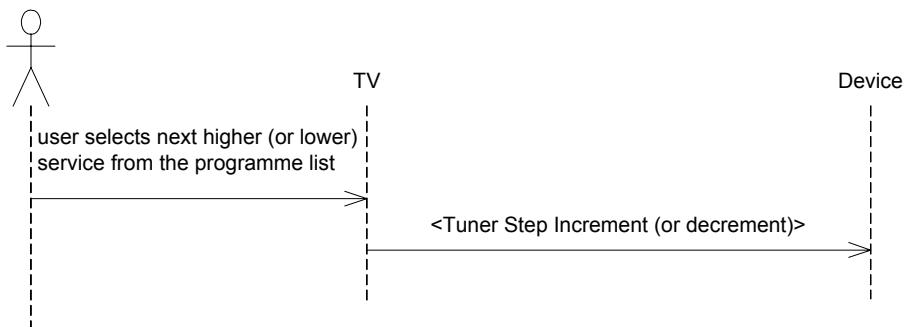 TV
Device
user selects next higher (or lower)
service from the programme list
<Tuner Step Increment (or decrement)>